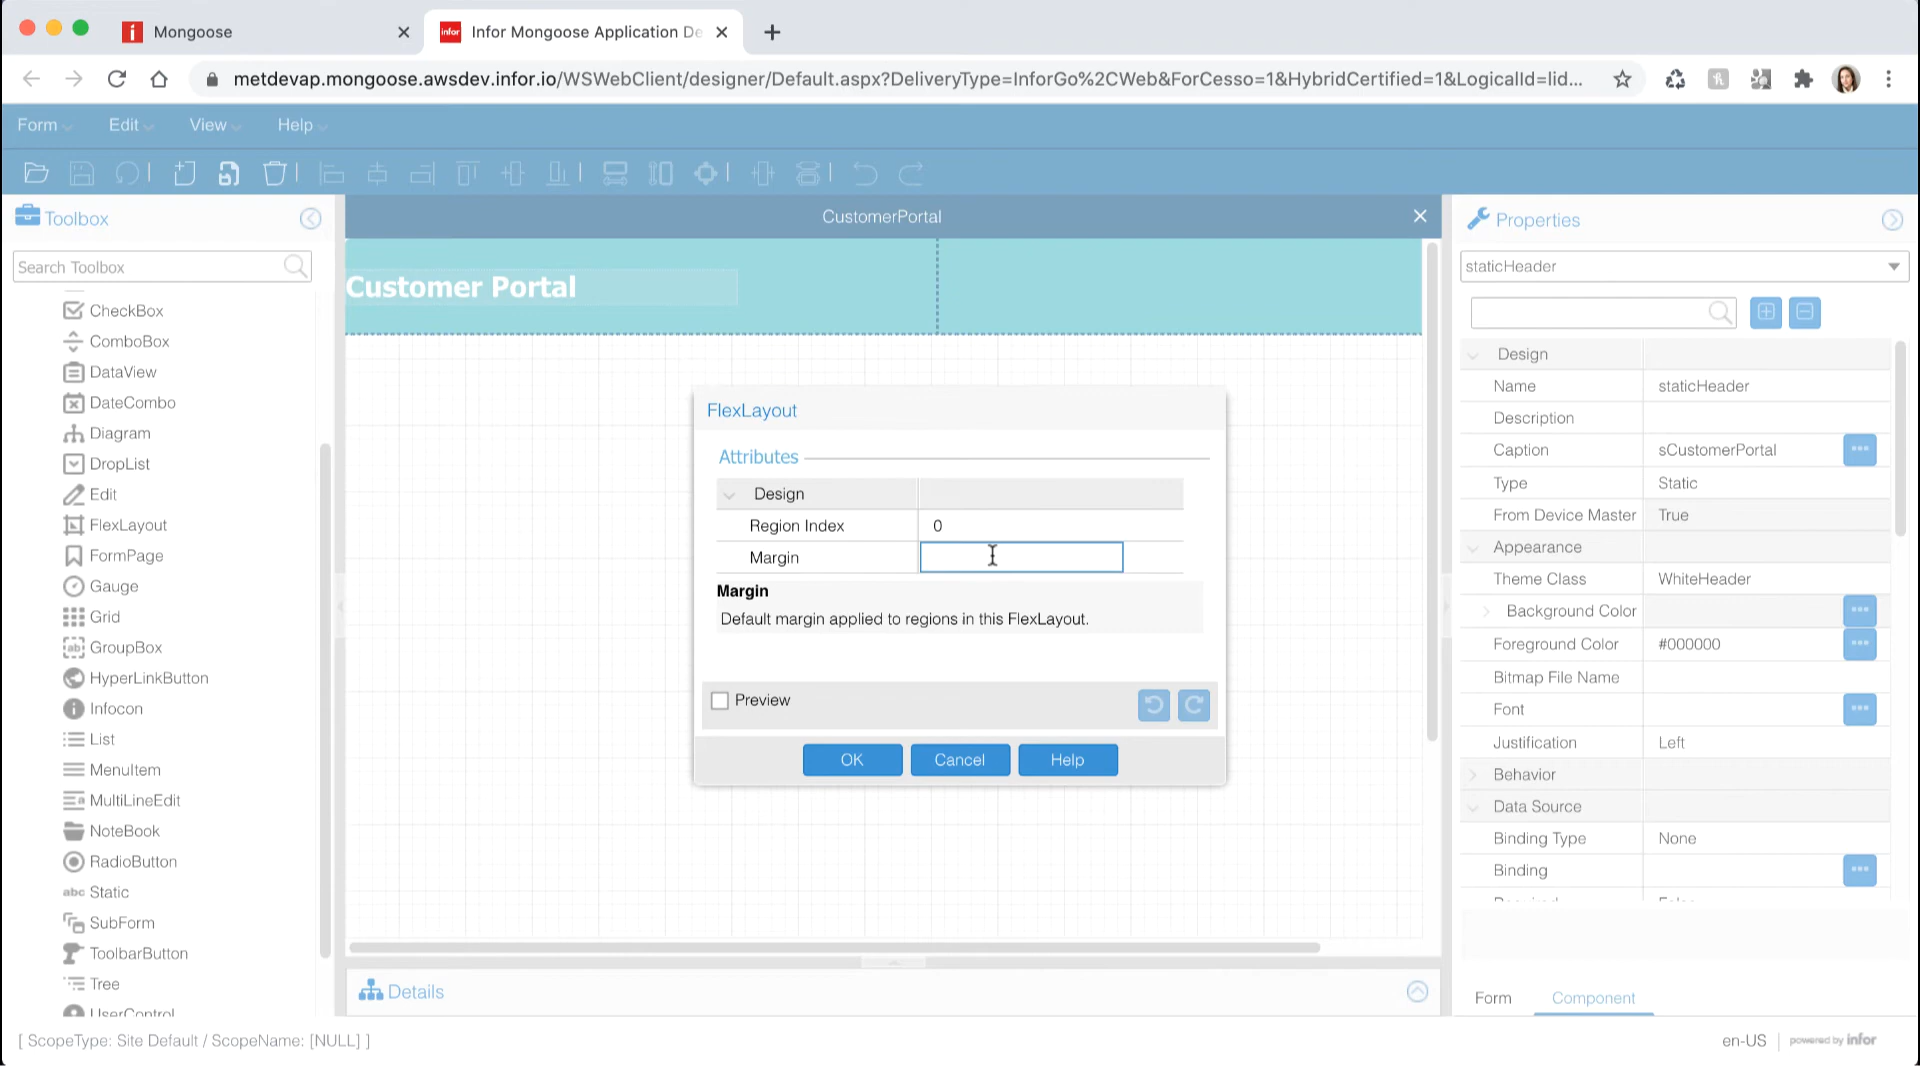 Mongoose
infor
Infor Mongoose Application De
metdevap.mongoose.awsdev.infor.io/WSWebClient/designer/Default.aspx?DeliveryType=InforGo%2CWeb&ForCesso=1&HybridCertified=1&LogicalId=lid...
Form
Edit
View
Help
Toolbox
CustomerPortal
Properties
Search Toolbox
staticHeader
Customer Portal
CheckBox
ComboBox
DataView
DateCombo
Diagram
DropList
Edit
FlexLayout
FormPage
Gauge
Grid
GroupBox
HyperLinkButton
Infocon
List
MenuItem
MultiLineEdit
NoteBook
RadioButton
abc Static
SubForm
ToolbarButton
Tree
UserControl
FlexLayout
Attributes
Design
Region Index 0
Margin
Margin
Default margin applied to regions in this FlexLayout.
Preview
OK
Cancel
Help
Design
Name staticHeader
Description
Caption sCustomerPortal
Type Static
From Device Master True
Appearance
Theme Class WhiteHeader
Background Color
Foreground Color #000000
Bitmap File Name
Font
Justification Left
Behavior
Data Source
Binding Type None
Binding
Details
Form
Component
[ ScopeType: Site Default / ScopeName: [NULL] ]
en-US
powered by infor